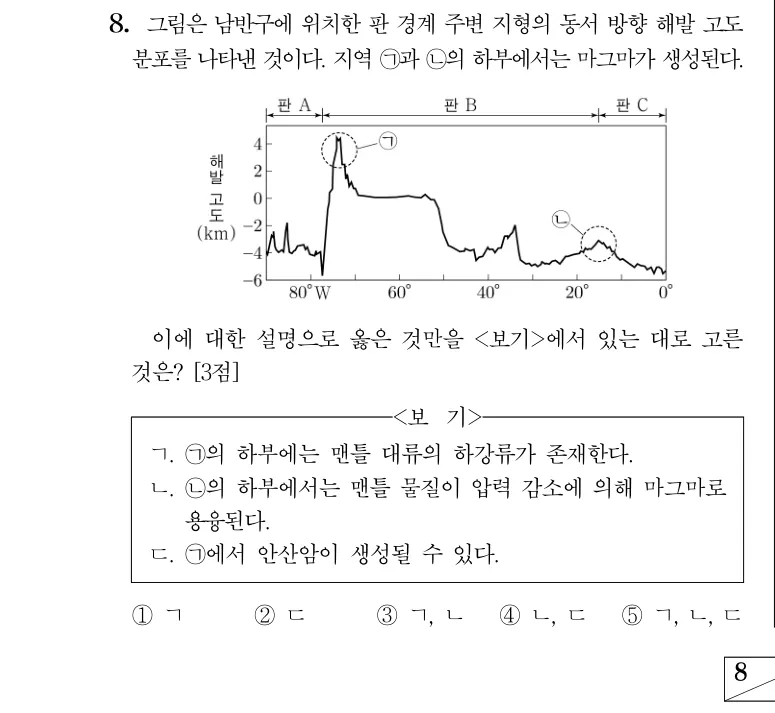 8. 그림은 남반구에 위치한 판 경계 주변 지형의 동서 방향 해발 고도
분포를 나타낸 것이다. 지역 ㉠과 ㉡의 하부에서는 마그마가 생성된다.
판 A 판 B 판 C
㉠
㉡
해발 고도
(km)
4
2
0
-2
-4
-6
80°W 60° 40° 20° 0°
이에 대한 설명으로 옳은 것만을 <보기>에서 있는 대로 고른
것은? [3점]
<보 기>
ㄱ. ㉠의 하부에는 맨틀 대류의 하강류가 존재한다.
ㄴ. ㉡의 하부에서는 맨틀 물질이 압력 감소에 의해 마그마로
용융된다.
ㄷ. ㉠에서 안산암이 생성될 수 있다.
① ㄱ ② ㄷ ③ ㄱ, ㄴ ④ ㄴ, ㄷ ⑤ ㄱ, ㄴ, ㄷ
8